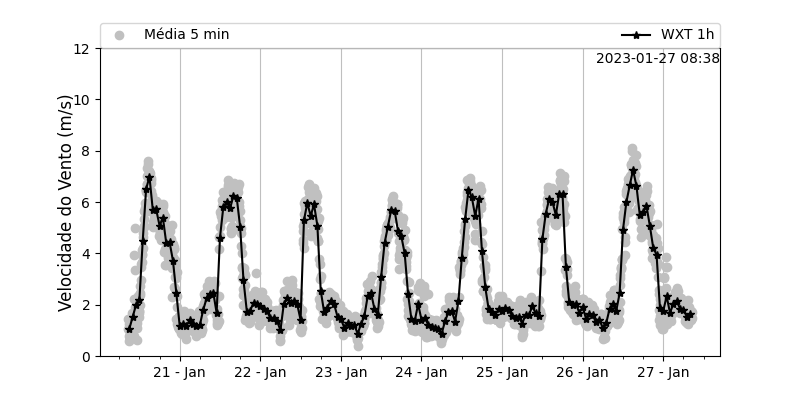 Média 5 min
WXT 1h
2023-01-27 08:38
Velocidade do Vento (m/s)
12
10
8
6
4
2
0
21 - Jan
22 - Jan
23 - Jan
24 - Jan
25 - Jan
26 - Jan
27 - Jan